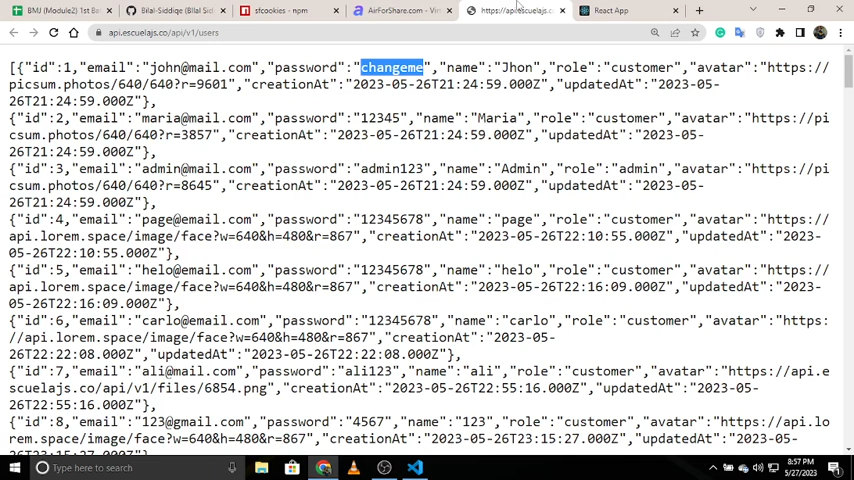 BMJ (Module2) 1st B
Bilal-Siddiqe (Bilal Sidd
sfcookies - npm
AirForShare.com - Virtu
https://api.escuelajs.co
React App
api.escuelajs.co/api/v1/users
[{"id":1,"email":"john@mail.com","password":"changeme","name":"Jhon","role":"customer","avatar":"https://
picsum.photos/640/640?r=9601","creationAt":"2023-05-26T21:24:59.000Z","updatedAt":"2023-05-
26T21:24:59.000Z"},
{"id":2,"email":"maria@mail.com","password":"12345","name":"Maria","role":"customer","avatar":"https://pi
csum.photos/640/640?r=3857","creationAt":"2023-05-26T21:24:59.000Z","updatedAt":"2023-05-
26T21:24:59.000Z"},
{"id":3,"email":"admin@mail.com","password":"admin123","name":"Admin","role":"admin","avatar":"https://pi
csum.photos/640/640?r=8645","creationAt":"2023-05-26T21:24:59.000Z","updatedAt":"2023-05-
26T21:24:59.000Z"},
{"id":4,"email":"page@email.com","password":"12345678","name":"page","role":"customer","avatar":"https://
api.lorem.space/image/face?w=640&h=480&r=867","creationAt":"2023-05-26T22:10:55.000Z","updatedAt":"2023-
05-26T22:10:55.000Z"},
{"id":5,"email":"helo@email.com","password":"12345678","name":"helo","role":"customer","avatar":"https://
api.lorem.space/image/face?w=640&h=480&r=867","creationAt":"2023-05-26T22:16:09.000Z","updatedAt":"2023-
05-26T22:16:09.000Z"},
{"id":6,"email":"carlo@email.com","password":"12345678","name":"carlo","role":"customer","avatar":"https:
//api.lorem.space/image/face?w=640&h=480&r=867","creationAt":"2023-05-
26T22:22:08.000Z","updatedAt":"2023-05-26T22:22:08.000Z"},
{"id":7,"email":"ali@mail.com","password":"ali123","name":"ali","role":"customer","avatar":"https://api.e
scuelajs.co/api/v1/files/6854.png","creationAt":"2023-05-26T22:55:16.000Z","updatedAt":"2023-05-
26T22:55:16.000Z"},
{"id":8,"email":"123@gmail.com","password":"4567","name":"123","role":"customer","avatar":"https://api.lo
rem.space/image/face?w=640&h=480&r=867","creationAt":"2023-05-26T23:15:27.000Z","updatedAt":"2023-05-
Type here to search
8:57 PM
5/27/2023